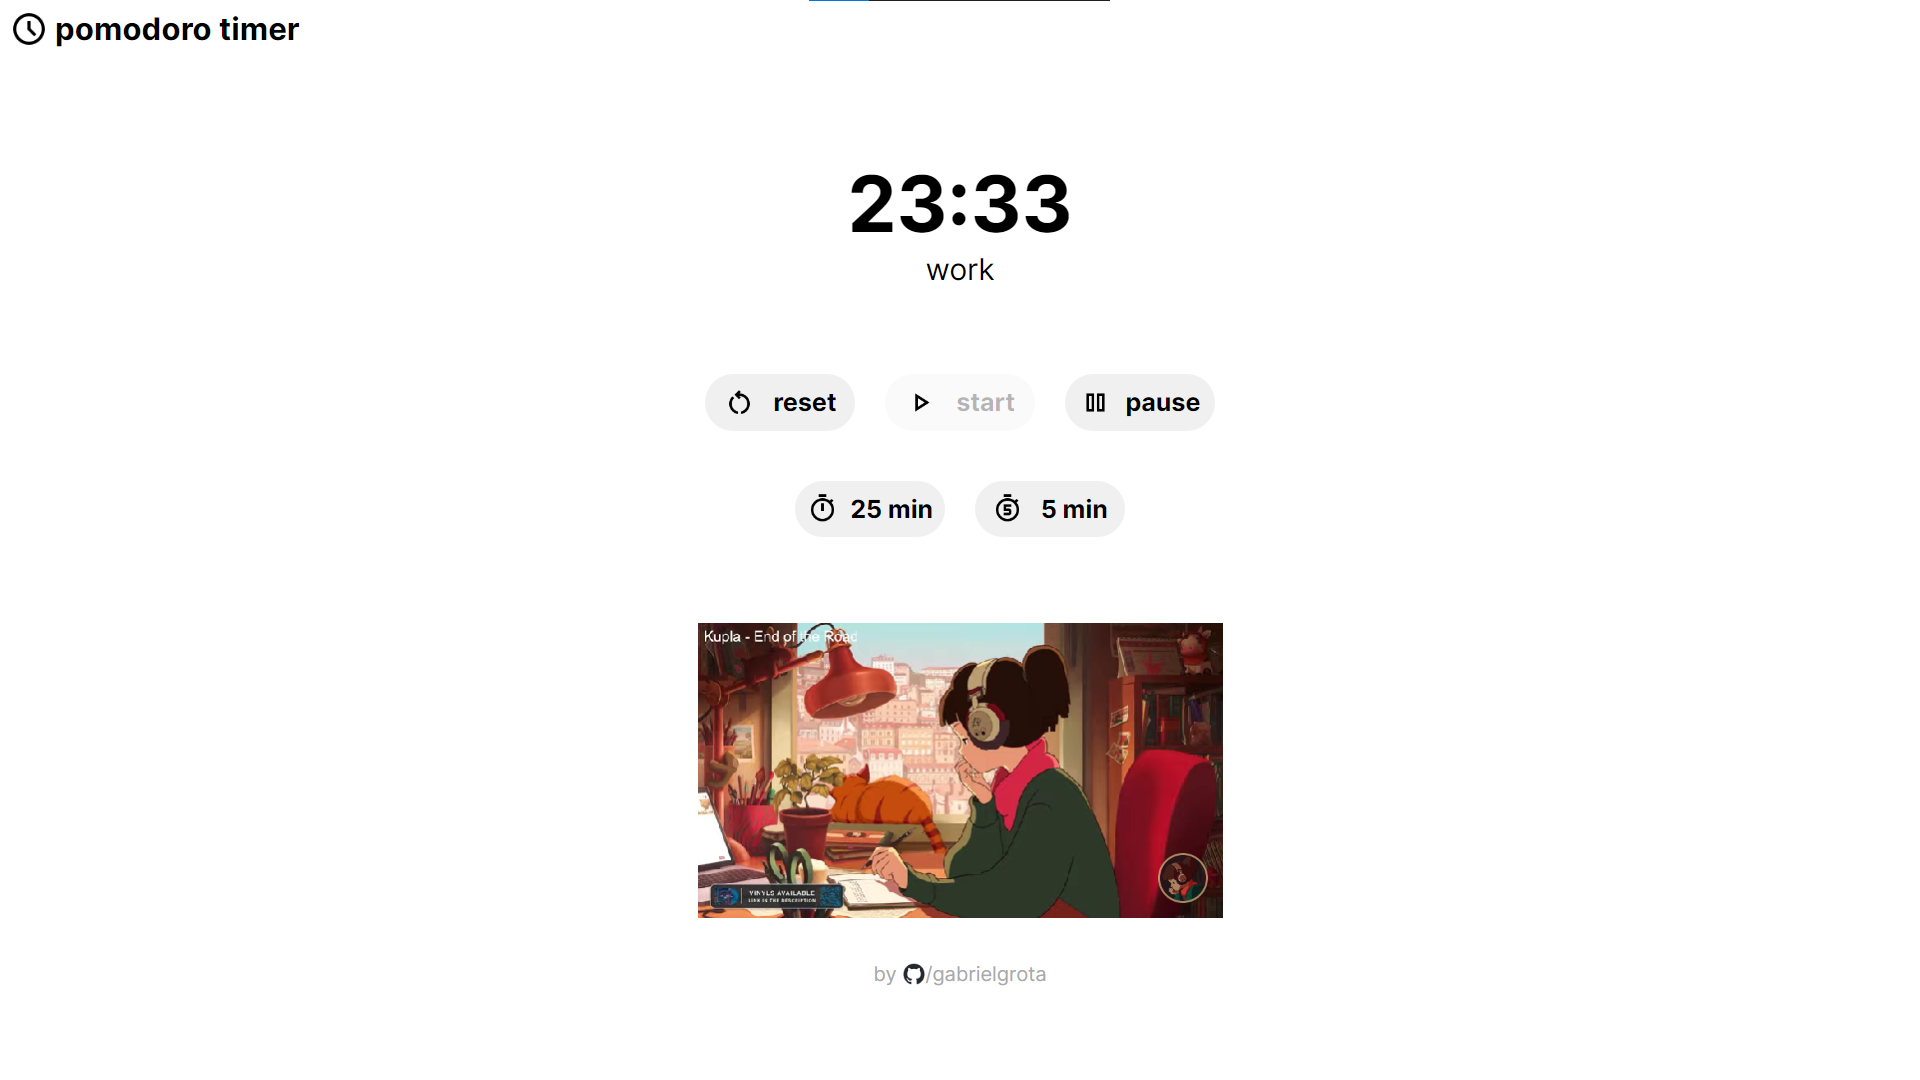 pomodoro timer
23:33
work
reset
start
pause
25 min
5 min
Kupla - End of the Road
VINYLS AVAILABLE
LINK IN THE DESCRIPTION
by /gabrielgrota